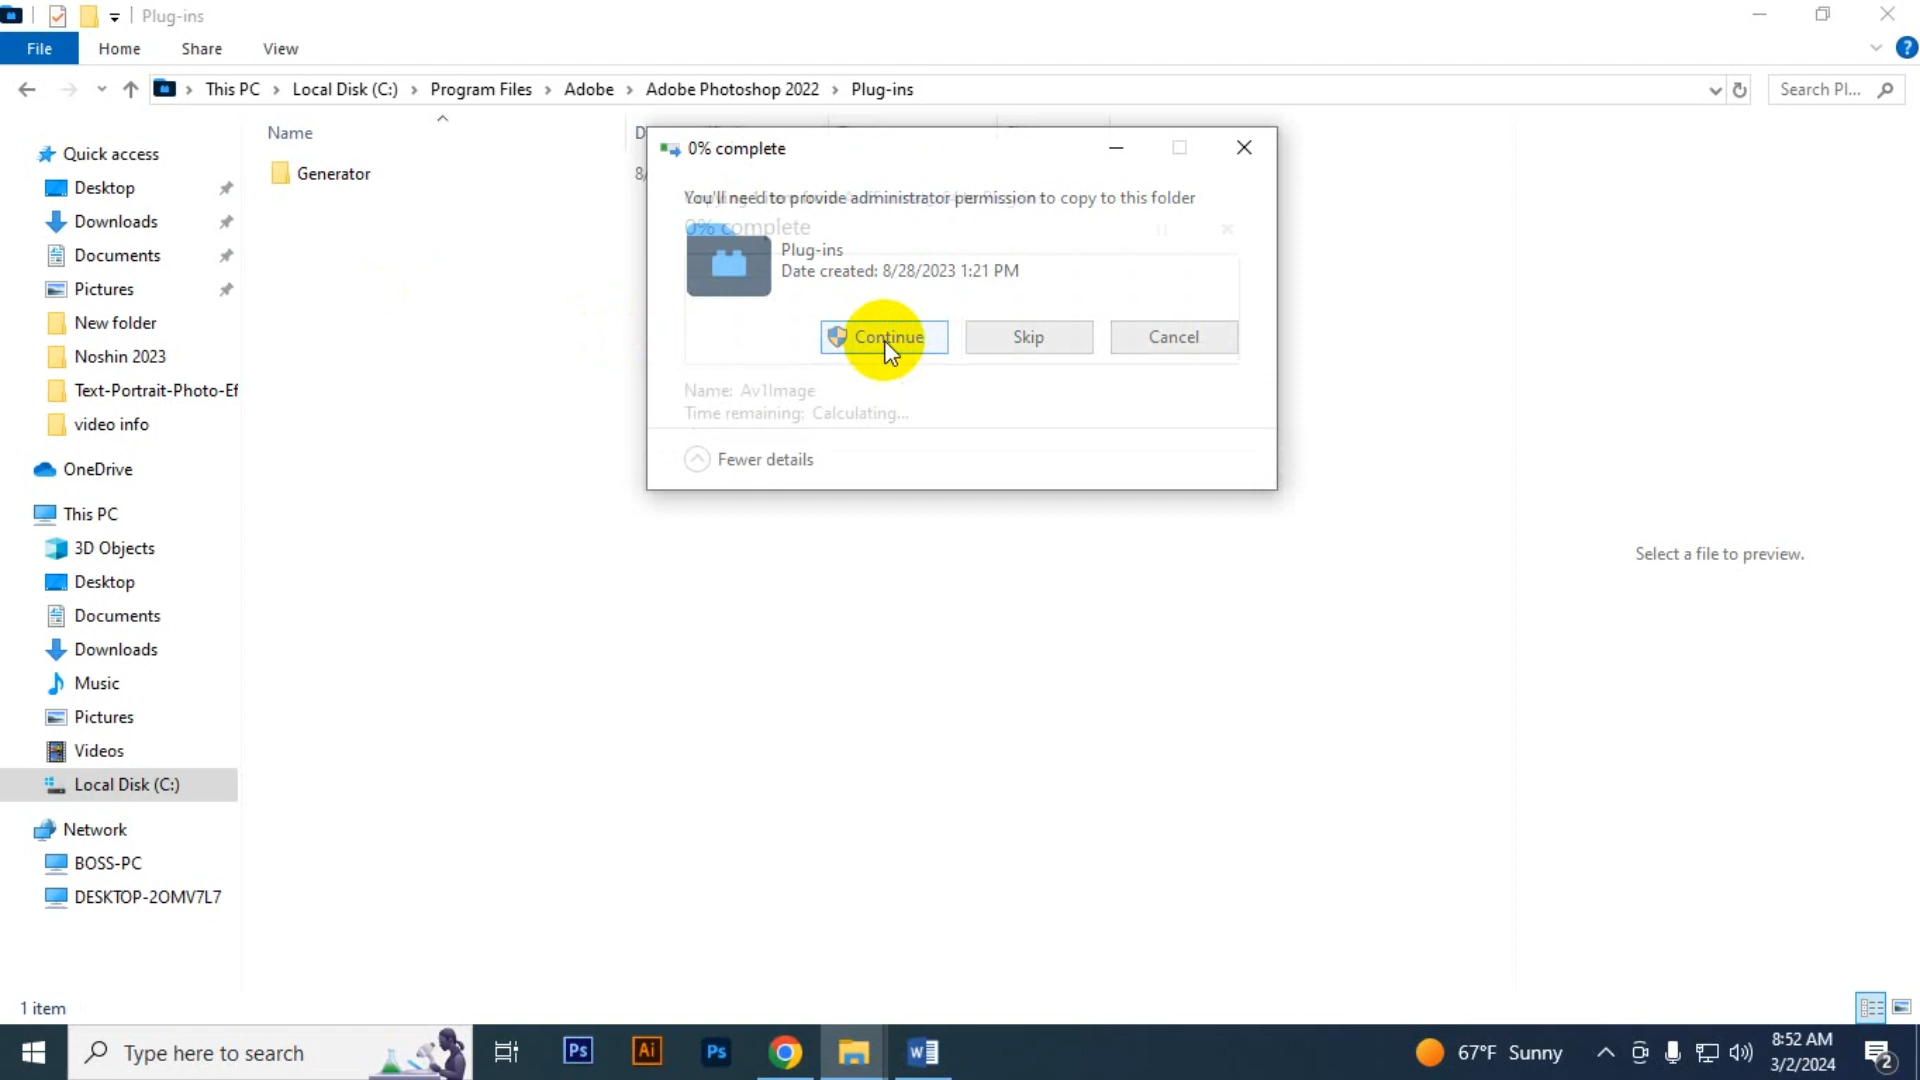 Plug-ins
File Home Share View
This PC Local Disk (C:) Program Files Adobe Adobe Photoshop 2022 Plug-ins
Search Pl...
Name
Generator
Quick access
Desktop
Downloads
Documents
Pictures
New folder
Noshin 2023
Text-Portrait-Photo-Ef
video info
OneDrive
This PC
3D Objects
Desktop
Documents
Downloads
Music
Pictures
Videos
Local Disk (C:)
Network
BOSS-PC
DESKTOP-2OMV7L7
0% complete
You'll need to provide administrator permission to copy to this folder
0% complete
Plug-ins
Date created: 8/28/2023 1:21 PM
Continue Skip Cancel
Name: Av1Image
Time remaining: Calculating...
Fewer details
Select a file to preview.
1 item
Type here to search
Ps Ai Ps W
67°F Sunny
8:52 AM
3/2/2024
2